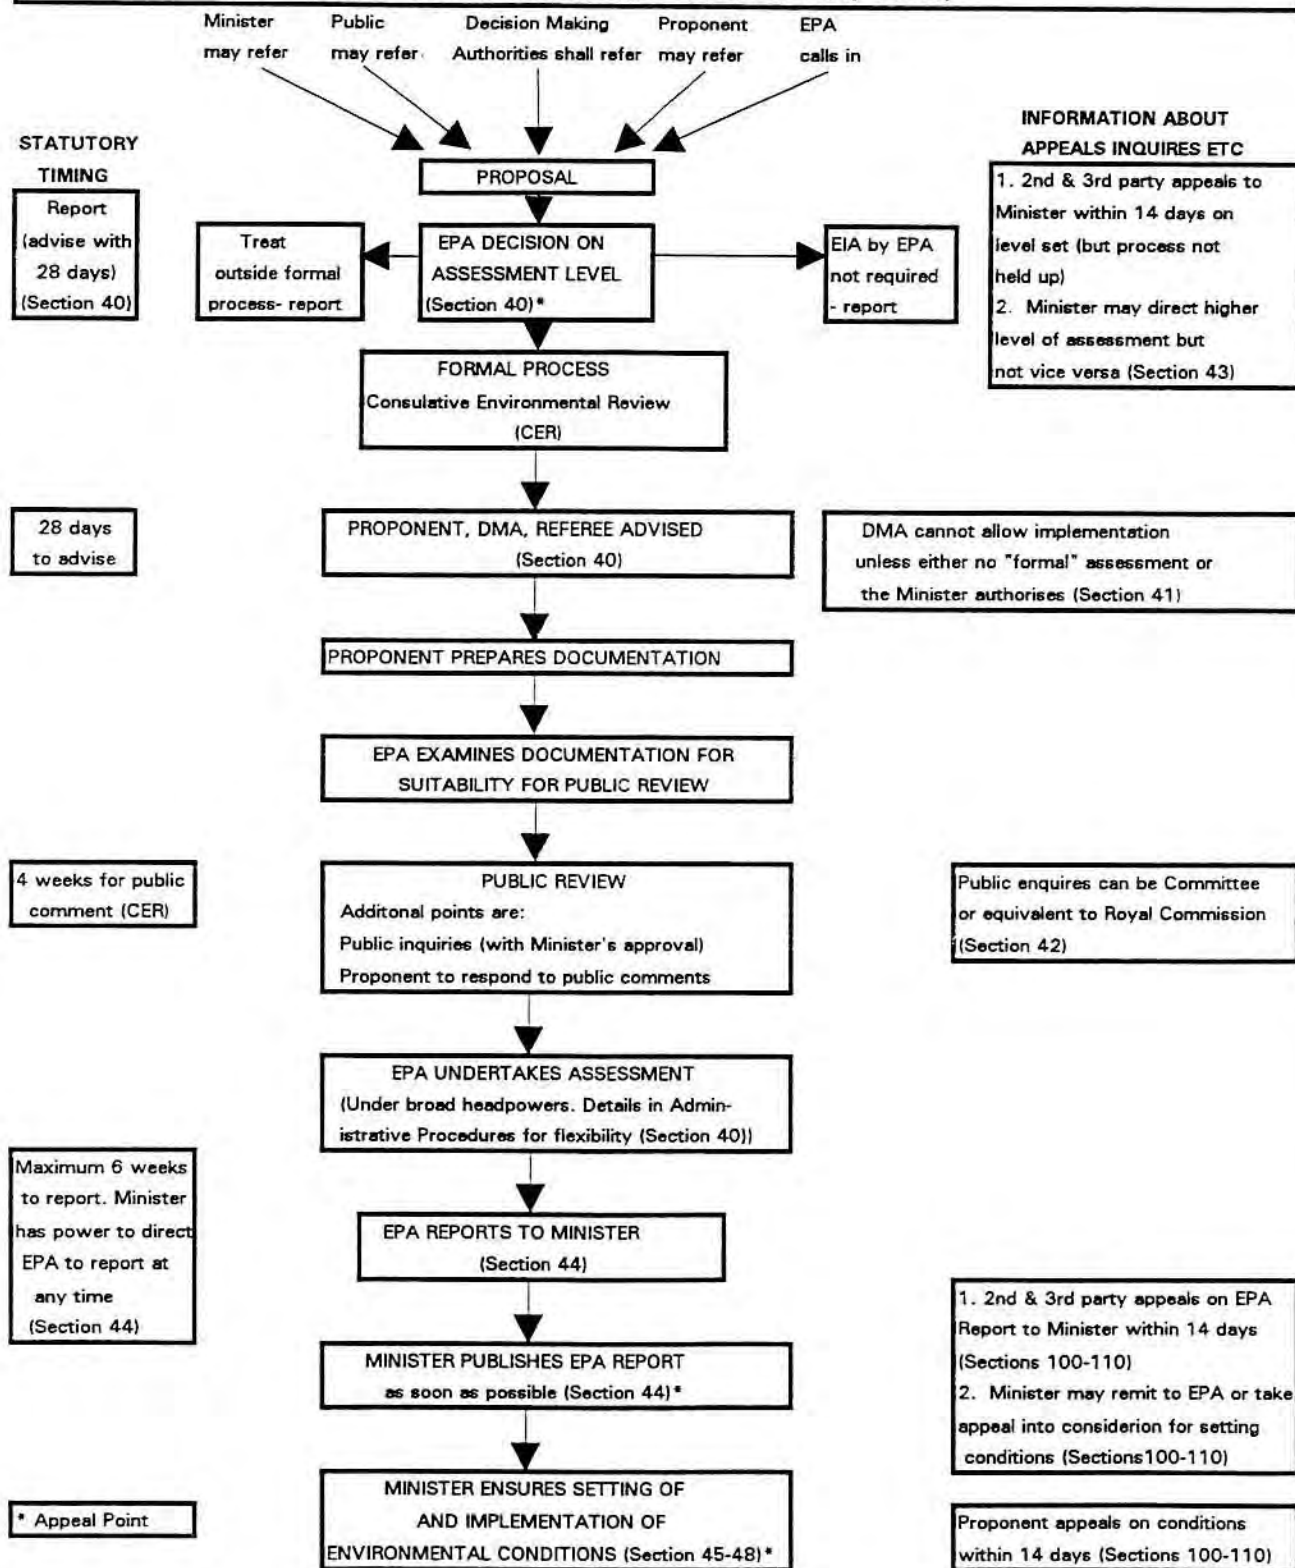 Minister
may refer
Public
may refer
Decision Making
Authorities shall refer
Proponent
may refer
EPA
calls in
STATUTORY
TIMING
INFORMATION ABOUT
APPEALS INQUIRES ETC
PROPOSAL
Report
(advise with
28 days)
(Section 40)
Treat
outside formal
process- report
EPA DECISION ON
ASSESSMENT LEVEL
(Section 40)*
EIA by EPA
not required
- report
1. 2nd & 3rd party appeals to
Minister within 14 days on
level set (but process not
held up)
2. Minister may direct higher
level of assessment but
not vice versa (Section 43)
FORMAL PROCESS
Consulative Environmental Review
(CER)
28 days
to advise
PROPONENT, DMA, REFEREE ADVISED
(Section 40)
DMA cannot allow implementation
unless either no "formal" assessment or
the Minister authorises (Section 41)
PROPONENT PREPARES DOCUMENTATION
EPA EXAMINES DOCUMENTATION FOR
SUITABILITY FOR PUBLIC REVIEW
4 weeks for public
comment (CER)
PUBLIC REVIEW
Additonal points are:
Public inquiries (with Minister's approval)
Proponent to respond to public comments
Public enquires can be Committee
or equivalent to Royal Commission
(Section 42)
EPA UNDERTAKES ASSESSMENT
(Under broad headpowers. Details in Admin-
istrative Procedures for flexibility (Section 40))
Maximum 6 weeks
to report. Minister
has power to direct
EPA to report at
any time
(Section 44)
EPA REPORTS TO MINISTER
(Section 44)
MINISTER PUBLISHES EPA REPORT
as soon as possible (Section 44)*
1. 2nd & 3rd party appeals on EPA
Report to Minister within 14 days
(Sections 100-110)
2. Minister may remit to EPA or take
appeal into considerion for setting
conditions (Sections100-110)
* Appeal Point
MINISTER ENSURES SETTING OF
AND IMPLEMENTATION OF
ENVIRONMENTAL CONDITIONS (Section 45-48)*
Proponent appeals on conditions
within 14 days (Sections 100-110)